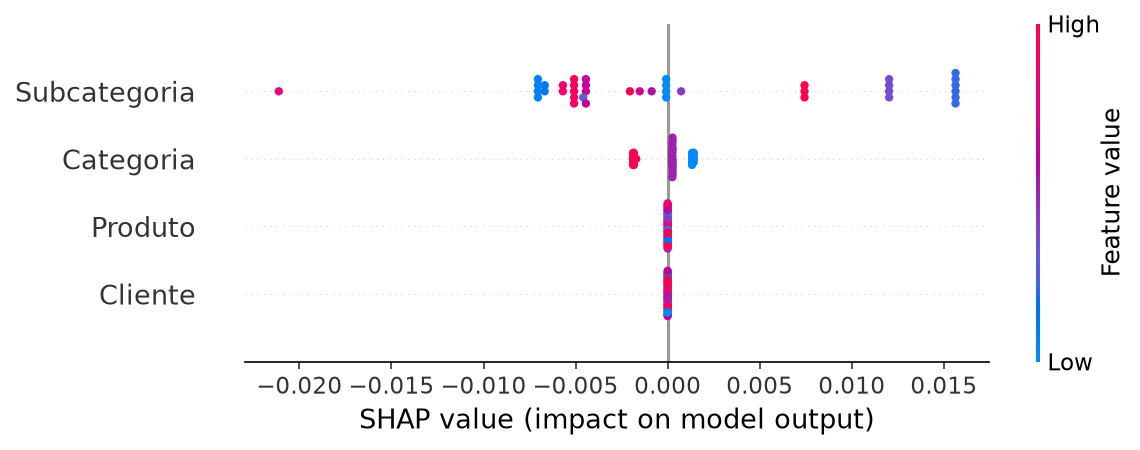 High
Subcategoria
Categoria
Produto
Cliente
Feature value
Low
−0.020 −0.015 −0.010 −0.005 0.000 0.005 0.010 0.015
SHAP value (impact on model output)